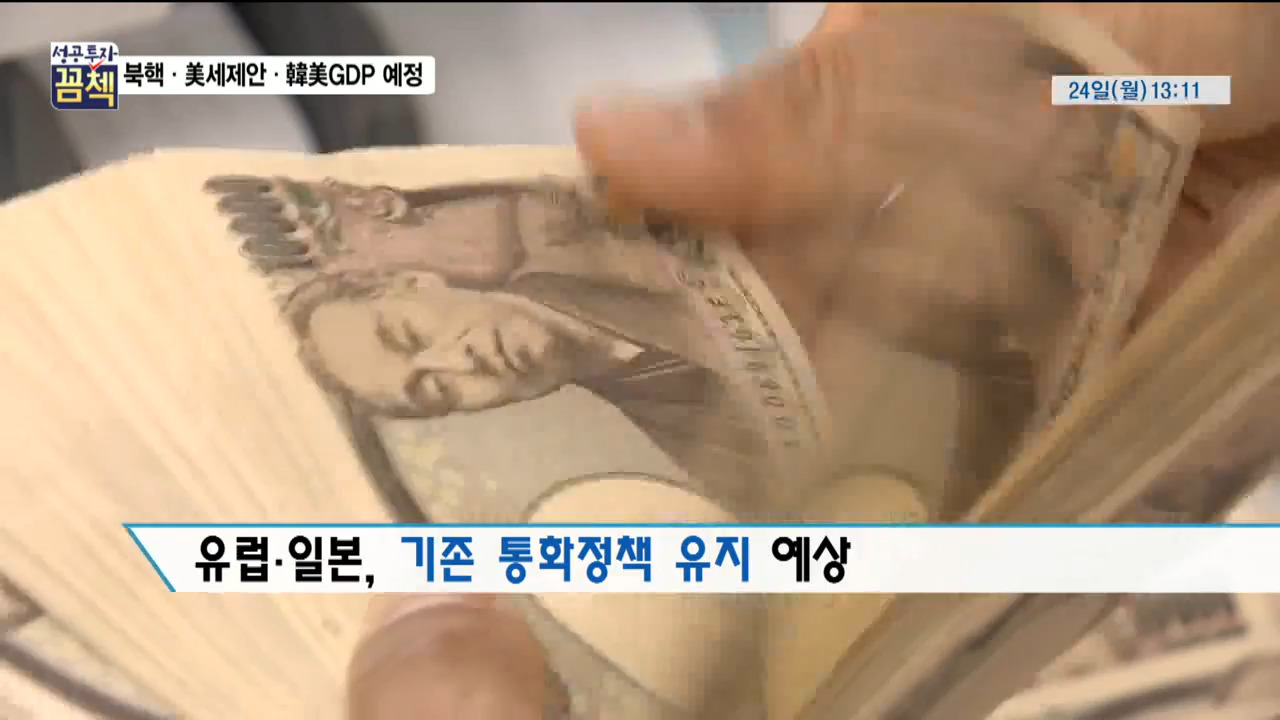 성공투자
꼼첵
북핵·美세제안·韓美GDP 예정
24일(월) 13:11
유럽·일본, 기존 통화정책 유지 예상